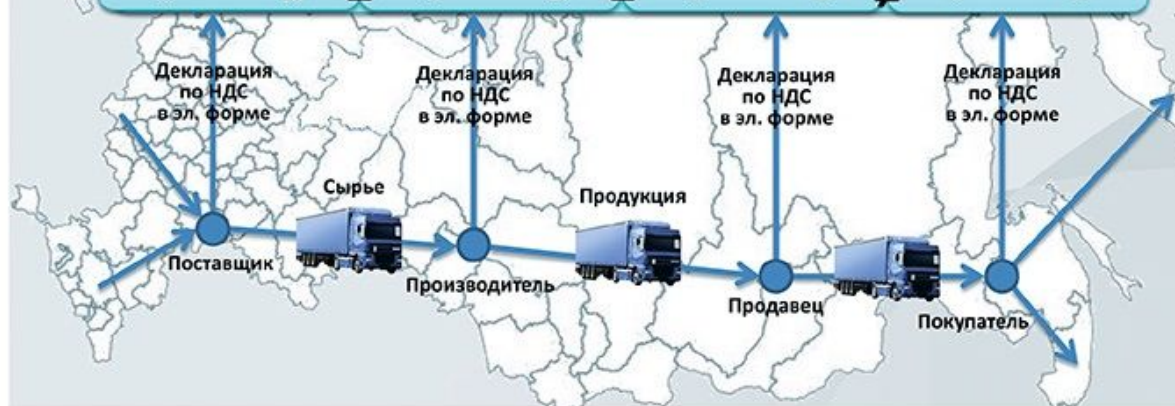 Декларация
по НДС
в эл. форме
Декларация
по НДС
в эл. форме
Декларация
по НДС
в эл. форме
Декларация
по НДС
в эл. форме
Сырье
Продукция
Поставщик
Производитель
Продавец
Покупатель